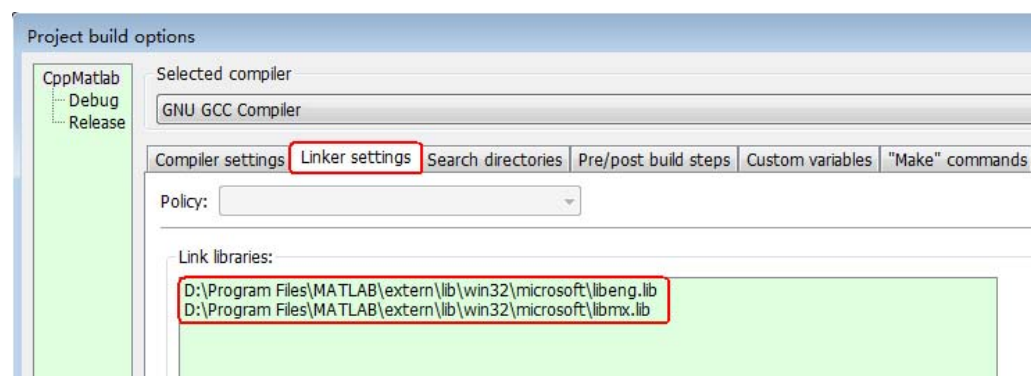 Project build options
CppMatlab
Debug
Release
Selected compiler
GNU GCC Compiler
Compiler settings Linker settings Search directories Pre/post build steps Custom variables "Make" commands
Policy:
Link libraries:
D:\Program Files\MATLAB\extern\lib\win32\microsoft\libeng.lib
D:\Program Files\MATLAB\extern\lib\win32\microsoft\libmx.lib